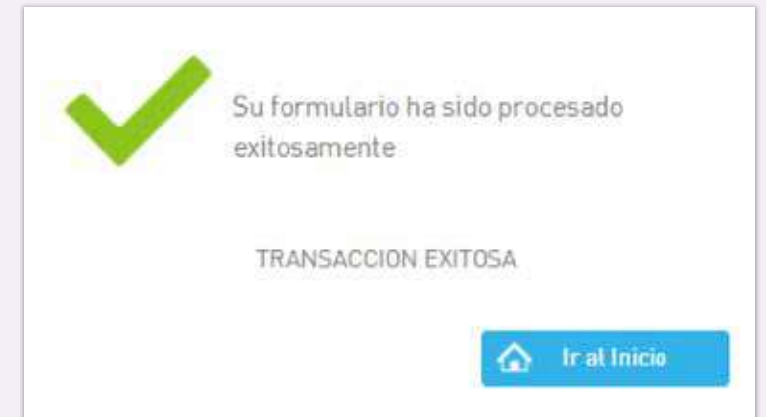 Su formulario ha sido procesado
exitosamente
TRANSACCION EXITOSA
Ir al Inicio